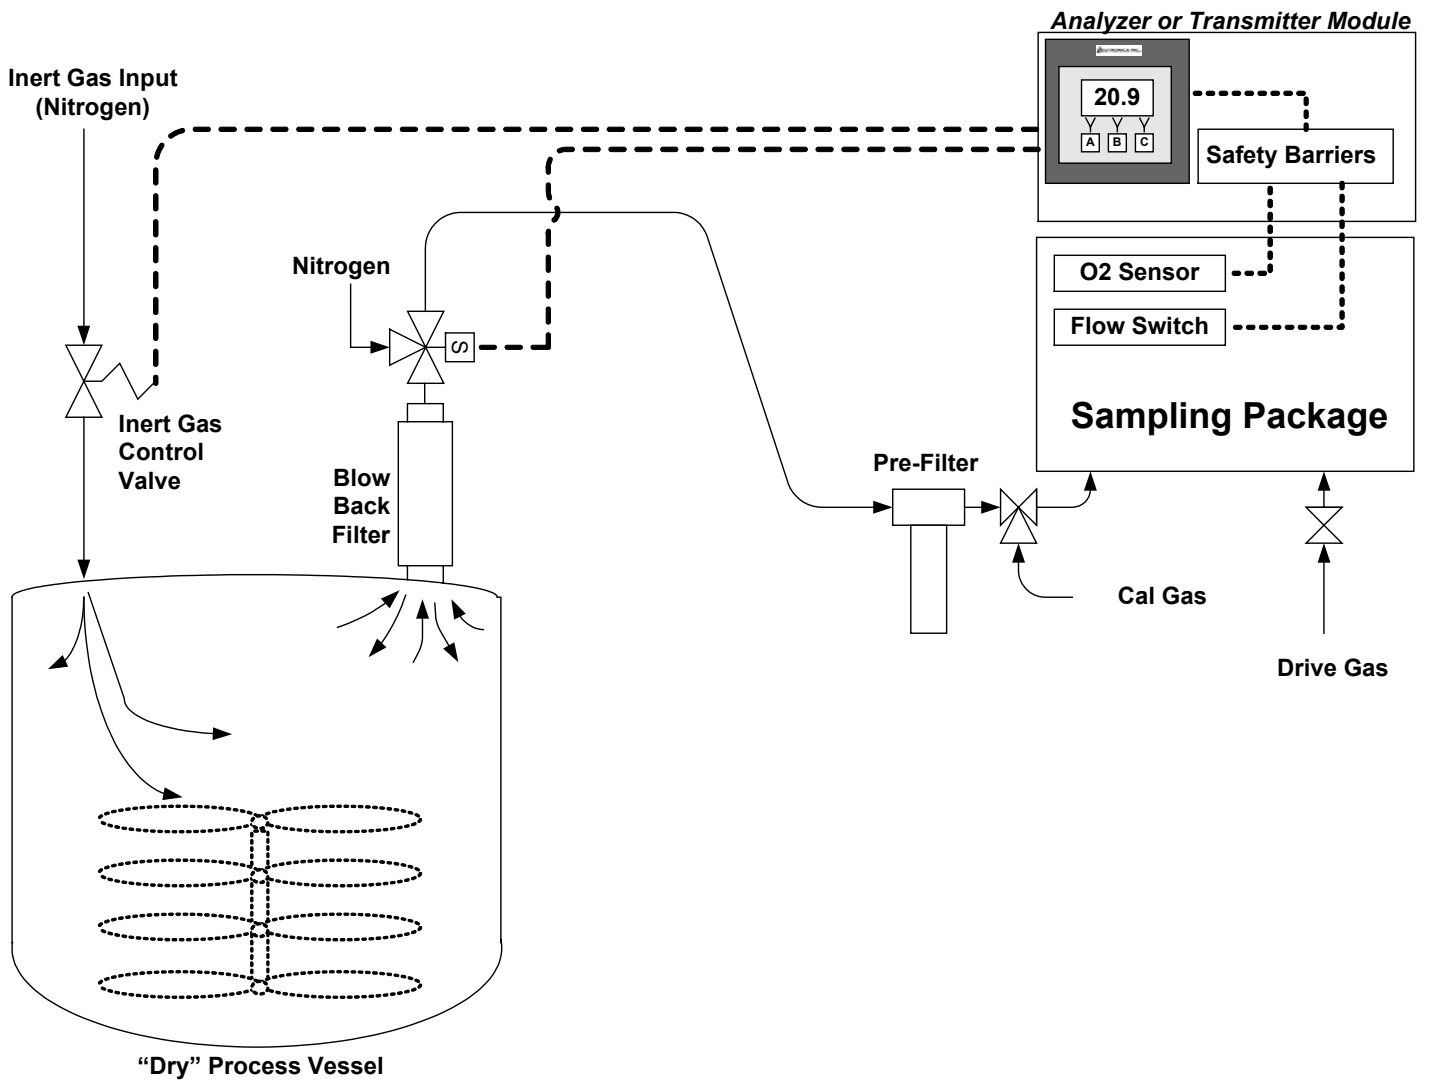 Analyzer or Transmitter Module
Inert Gas Input
(Nitrogen)
20.9
A B C
Safety Barriers
Nitrogen
S
O2 Sensor
Flow Switch
Inert Gas
Control
Valve
Sampling Package
Blow
Back
Filter
Pre-Filter
Cal Gas
Drive Gas
“Dry” Process Vessel